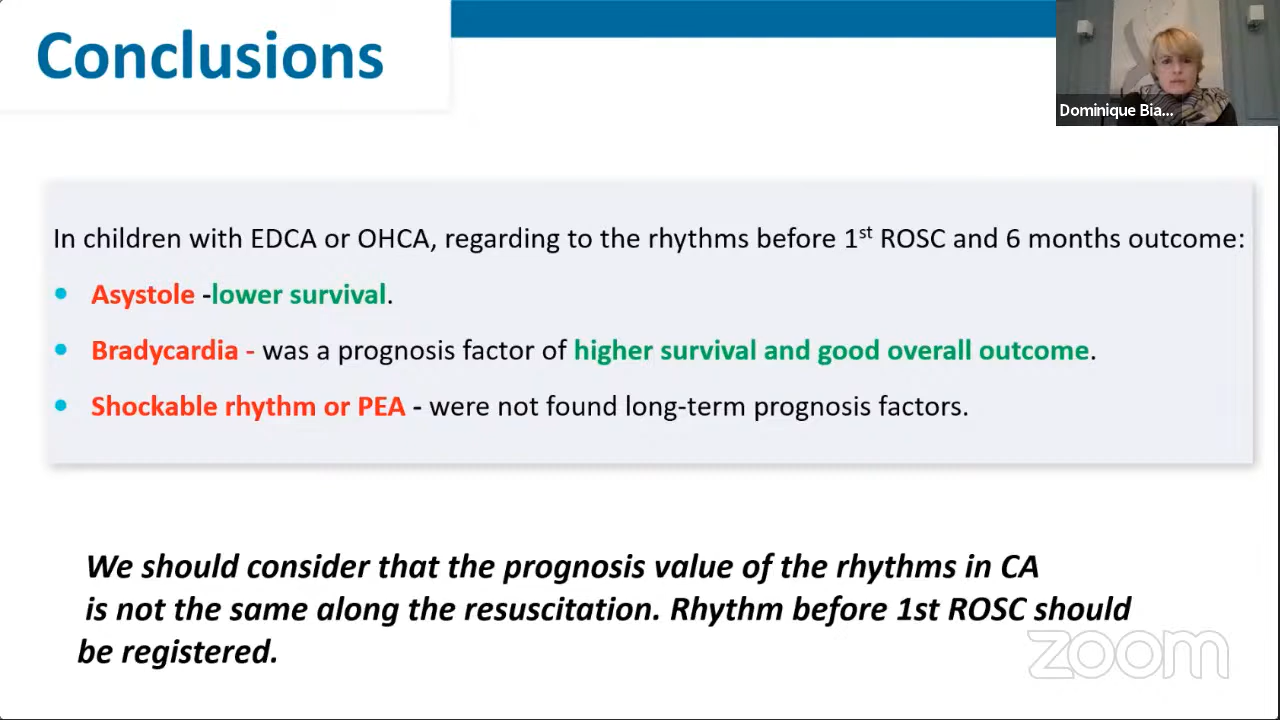 Conclusions
Dominique Bia...
In children with EDCA or OHCA, regarding to the rhythms before 1st ROSC and 6 months outcome:
• Asystole -lower survival.
• Bradycardia - was a prognosis factor of higher survival and good overall outcome.
• Shockable rhythm or PEA - were not found long-term prognosis factors.
We should consider that the prognosis value of the rhythms in CA
is not the same along the resuscitation. Rhythm before 1st ROSC should
be registered.
zoom